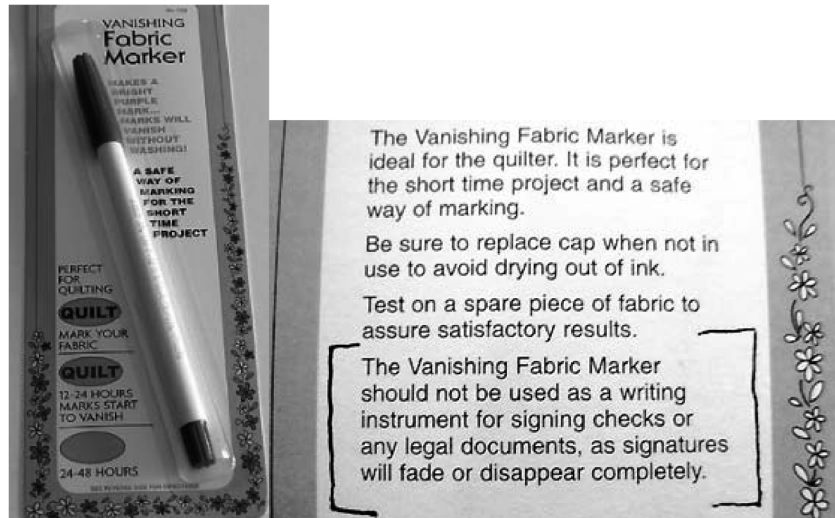 VANISHING
Fabric
Marker
MAKES A
BRIGHT
PURPLE
MARK...
MARKS WILL
VANISH
WITHOUT
WASHING!
A SAFE
WAY OF
MARKING
FOR THE
SHORT
TIME
PROJECT
PERFECT
FOR
QUILTING
QUILT
MARK YOUR
FABRIC
QUILT
12-24 HOURS
MARKS START
TO VANISH
24-48 HOURS
SEE REVERSE SIDE FOR DIRECTIONS
The Vanishing Fabric Marker is
ideal for the quilter. It is perfect for
the short time project and a safe
way of marking.
Be sure to replace cap when not in
use to avoid drying out of ink.
Test on a spare piece of fabric to
assure satisfactory results.
The Vanishing Fabric Marker
should not be used as a writing
instrument for signing checks or
any legal documents, as signatures
will fade or disappear completely.